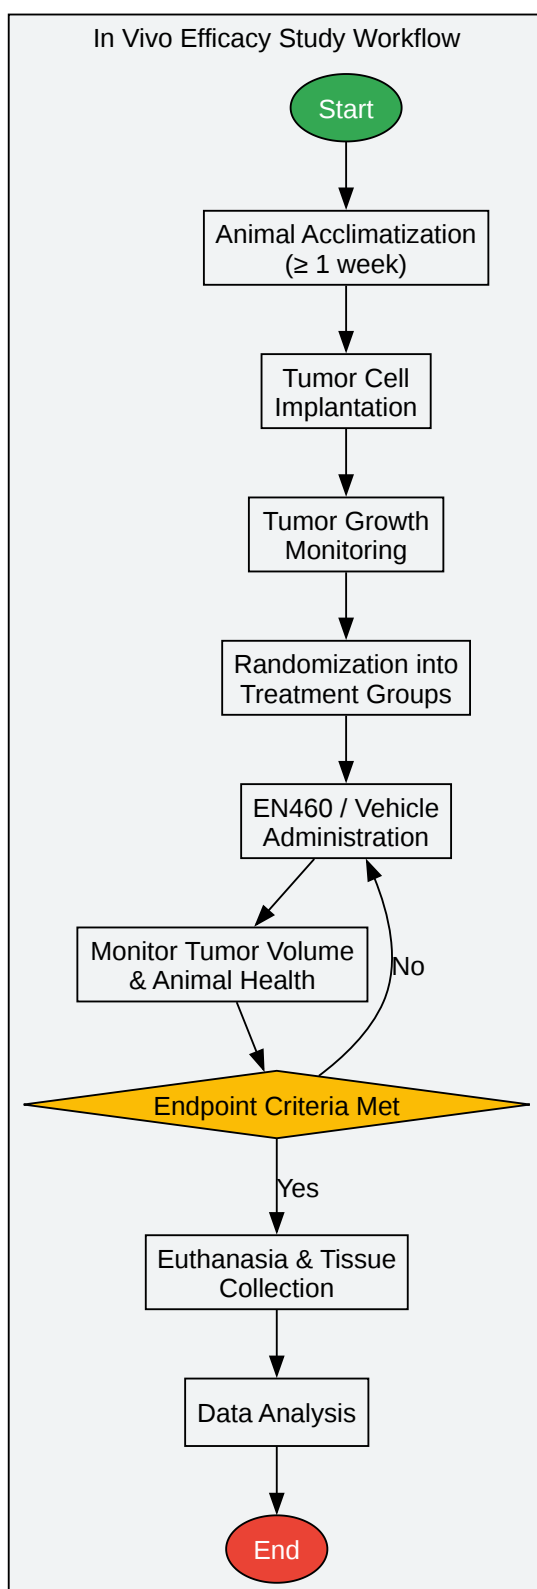 In Vivo Efficacy Study Workflow
Start
Animal Acclimatization
(≥ 1 week)
Tumor Cell
Implantation
Tumor Growth
Monitoring
Randomization into
Treatment Groups
EN460 / Vehicle
Administration
Monitor Tumor Volume
& Animal Health
No
Endpoint Criteria Met
Yes
Euthanasia & Tissue
Collection
Data Analysis
End